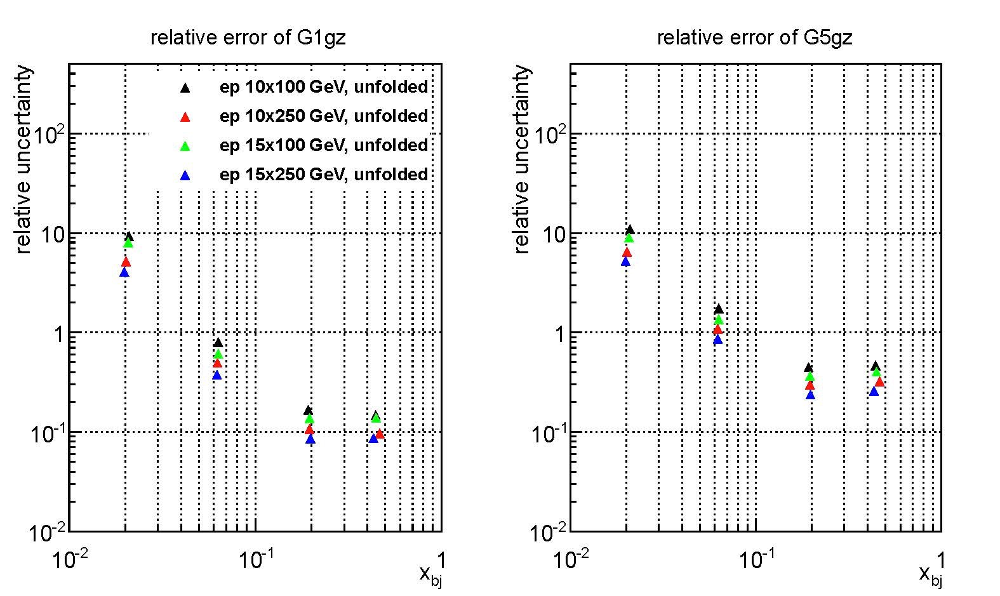 relative error of G1gz
relative uncertainty
ep 10x100 GeV, unfolded
ep 10x250 GeV, unfolded
ep 15x100 GeV, unfolded
ep 15x250 GeV, unfolded
10²
10
1
10⁻¹
10⁻²
10⁻² 10⁻¹ 1
x_bj
relative error of G5gz
relative uncertainty
10²
10
1
10⁻¹
10⁻²
10⁻² 10⁻¹ 1
x_bj